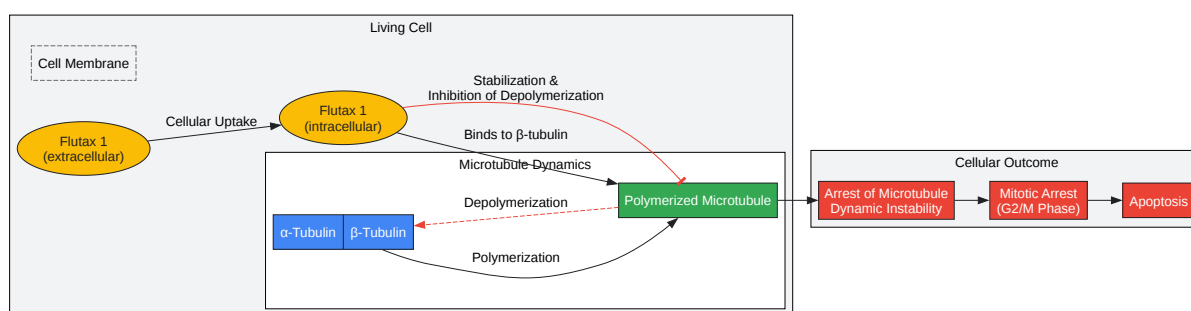 Living Cell
Cell Membrane
Flutax 1
(extracellular)
Cellular Uptake
Flutax 1
(intracellular)
Stabilization &
Inhibition of Depolymerization
Binds to β-tubulin
Microtubule Dynamics
Depolymerization
α-Tubulin
β-Tubulin
Polymerization
Polymerized Microtubule
Cellular Outcome
Arrest of Microtubule
Dynamic Instability
Mitotic Arrest
(G2/M Phase)
Apoptosis